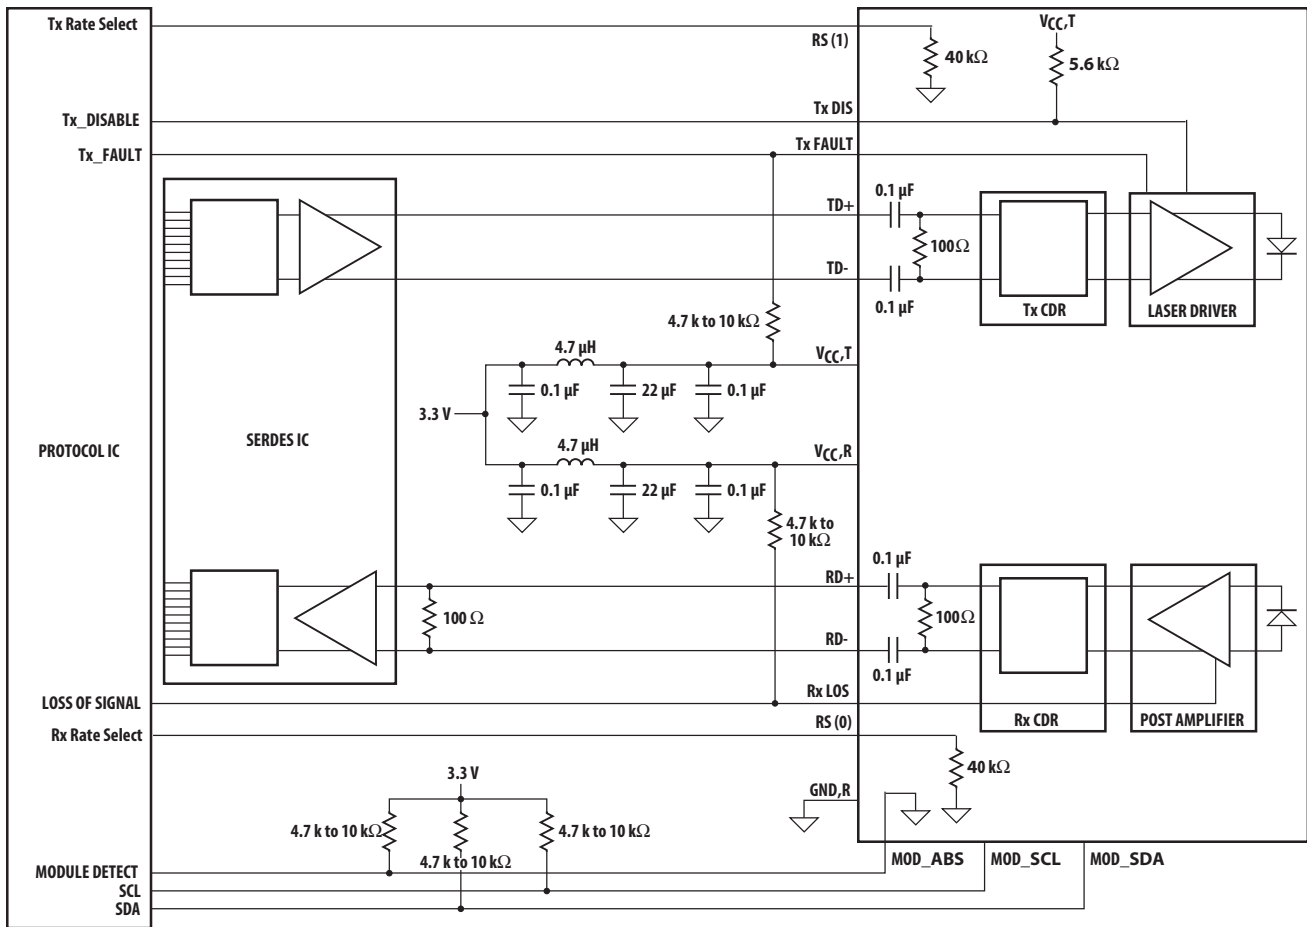 Tx Rate Select
RS (1)
40 kΩ
VCC,T
5.6 kΩ
Tx_DISABLE
Tx DIS
Tx_FAULT
Tx FAULT
0.1 µF
TD+
100Ω
TD-
0.1 µF
Tx CDR
LASER DRIVER
4.7 k to 10 kΩ
4.7 µH
VCC,T
0.1 µF
22 µF
0.1 µF
3.3 V
SERDES IC
PROTOCOL IC
4.7 µH
VCC,R
0.1 µF
22 µF
0.1 µF
4.7 k to
10 kΩ
0.1 µF
RD+
100 Ω
100Ω
RD-
0.1 µF
LOSS OF SIGNAL
Rx LOS
Rx CDR
POST AMPLIFIER
Rx Rate Select
RS (0)
40 kΩ
3.3 V
GND,R
4.7 k to 10 kΩ
4.7 k to 10 kΩ
4.7 k to 10 kΩ
MOD_ABS
MOD_SCL
MOD_SDA
MODULE DETECT
SCL
SDA